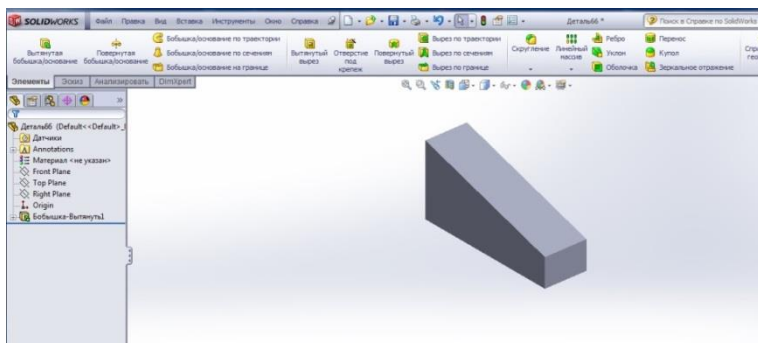 SOLIDWORKS Файл Правка Вид Вставка Инструменты Окно Справка Деталь66 * Поиск в Справке по SolidWorks
Вытянутая бобышка/основание
Повернутая бобышка/основание
Бобышка/основание по траектории
Бобышка/основание по сечениям
Бобышка/основание на границе
Вытянутый вырез
Отверстие под крепеж
Повернутый вырез
Вырез по траектории
Вырез по сечениям
Вырез по границе
Скругление
Линейный массив
Ребро
Уклон
Оболочка
Перенос
Купол
Зеркальное отражение
Спр
гео
Элементы Эскиз Анализировать DimXpert
Деталь66 (Default<<Default>_
Датчики
Annotations
Материал <не указан>
Front Plane
Top Plane
Right Plane
Origin
Бобышка-Вытянуть1